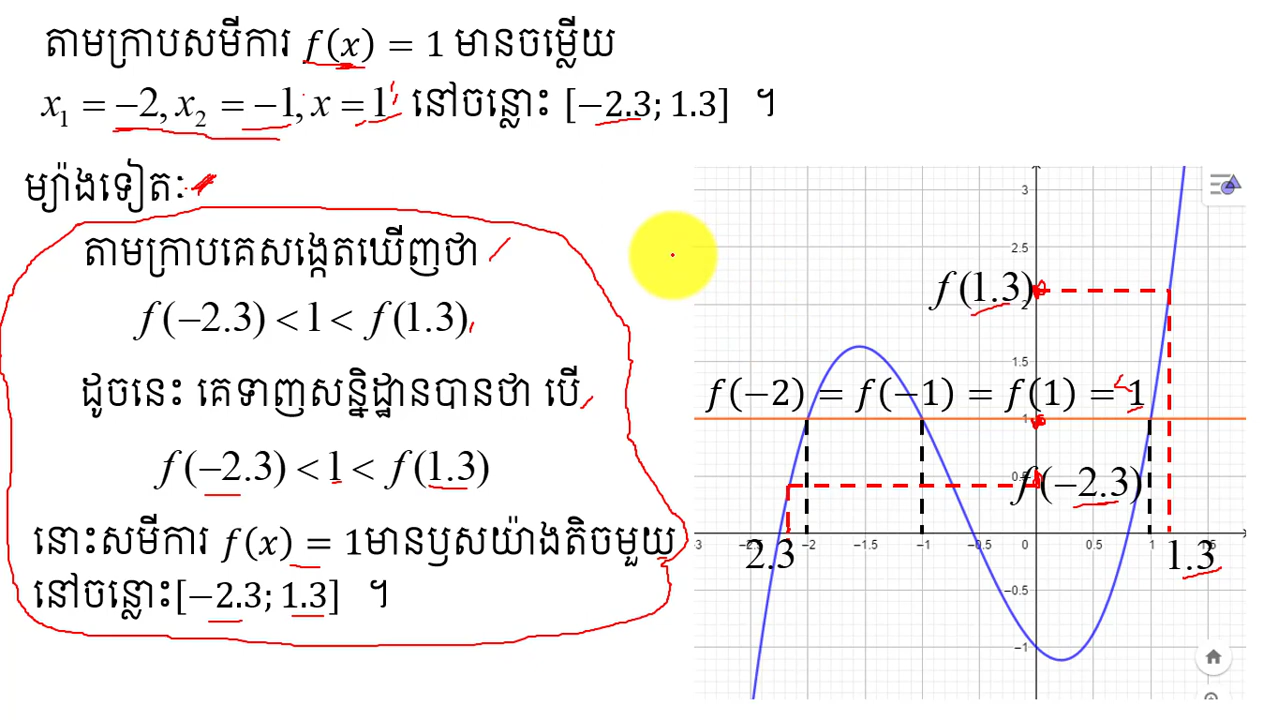 តាមក្រាបសមីការ f(x) = 1 មានចម្លើយ
x₁ = −2, x₂ = −1, x = 1 នៅចន្លោះ [−2.3; 1.3] ។
ម្យ៉ាងទៀតៈ
តាមក្រាបគេសង្កេតឃើញថា
f(−2.3) < 1 < f(1.3)
ដូចនេះ គេទាញសន្និដ្ឋានបានថា បើ
f(−2.3) < 1 < f(1.3)
នោះសមីការ f(x) = 1មានឫសយ៉ាងតិចមួយ
នៅចន្លោះ[−2.3; 1.3] ។
3
2.5
f(1.3)
2
1.5
f(−2) = f(−1) = f(1) = 1
1
0.5
f(−2.3)
−3 −2.5 −2 −1.5 −1 −0.5 0 0.5 1 1.5
2.3 1.3
−0.5
−1